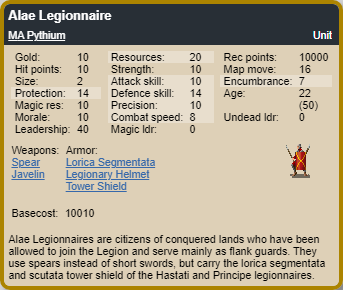 Alae Legionnaire
MA Pythium Unit
Gold: 10 Resources: 20 Rec points: 10000
Hit points: 10 Strength: 10 Map move: 16
Size: 2 Attack skill: 10 Encumbrance: 7
Protection: 14 Defence skill: 14 Age: 22
Magic res: 10 Precision: 10 (50)
Morale: 10 Combat speed: 8 Undead ldr: 0
Leadership: 40 Magic ldr: 0
Weapons: Armor:
Spear Lorica Segmentata
Javelin Legionary Helmet
Tower Shield
Basecost: 10010
Alae Legionnaires are citizens of conquered lands who have been
allowed to join the Legion and serve mainly as flank guards. They
use spears instead of short swords, but carry the lorica segmentata
and scutata tower shield of the Hastati and Principe legionnaires.